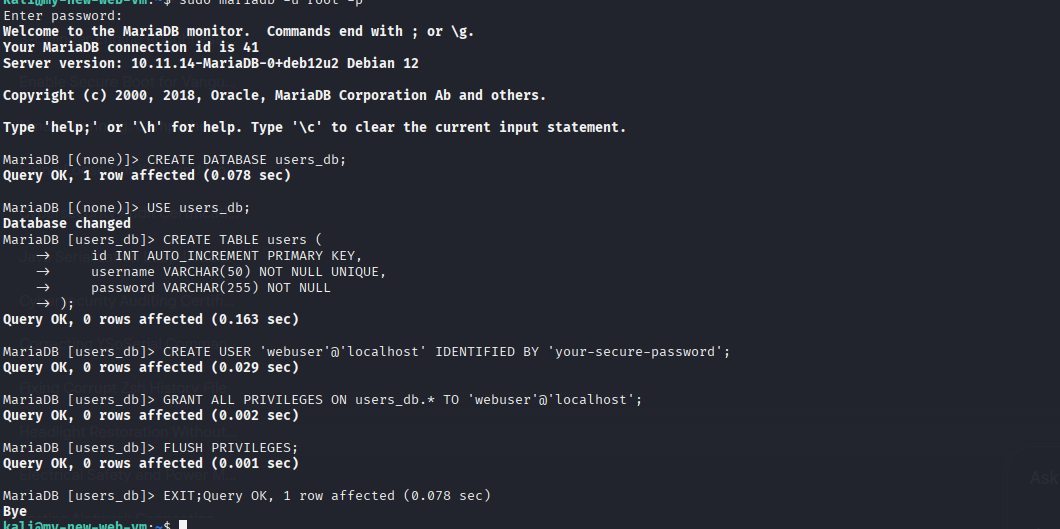 kali@my-new-web-vm:~$ sudo mariadb -u root -p
Enter password:
Welcome to the MariaDB monitor.  Commands end with ; or \g.
Your MariaDB connection id is 41
Server version: 10.11.14-MariaDB-0+deb12u2 Debian 12
Copyright (c) 2000, 2018, Oracle, MariaDB Corporation Ab and others.
Type 'help;' or '\h' for help. Type '\c' to clear the current input statement.
MariaDB [(none)]> CREATE DATABASE users_db;
Query OK, 1 row affected (0.078 sec)
MariaDB [(none)]> USE users_db;
Database changed
MariaDB [users_db]> CREATE TABLE users (
    →     id INT AUTO_INCREMENT PRIMARY KEY,
    →     username VARCHAR(50) NOT NULL UNIQUE,
    →     password VARCHAR(255) NOT NULL
    → );
Query OK, 0 rows affected (0.163 sec)
MariaDB [users_db]> CREATE USER 'webuser'@'localhost' IDENTIFIED BY 'your-secure-password';
Query OK, 0 rows affected (0.029 sec)
MariaDB [users_db]> GRANT ALL PRIVILEGES ON users_db.* TO 'webuser'@'localhost';
Query OK, 0 rows affected (0.002 sec)
MariaDB [users_db]> FLUSH PRIVILEGES;
Query OK, 0 rows affected (0.001 sec)
MariaDB [users_db]> EXIT;Query OK, 1 row affected (0.078 sec)
Bye
kali@my-new-web-vm:~$
Ask